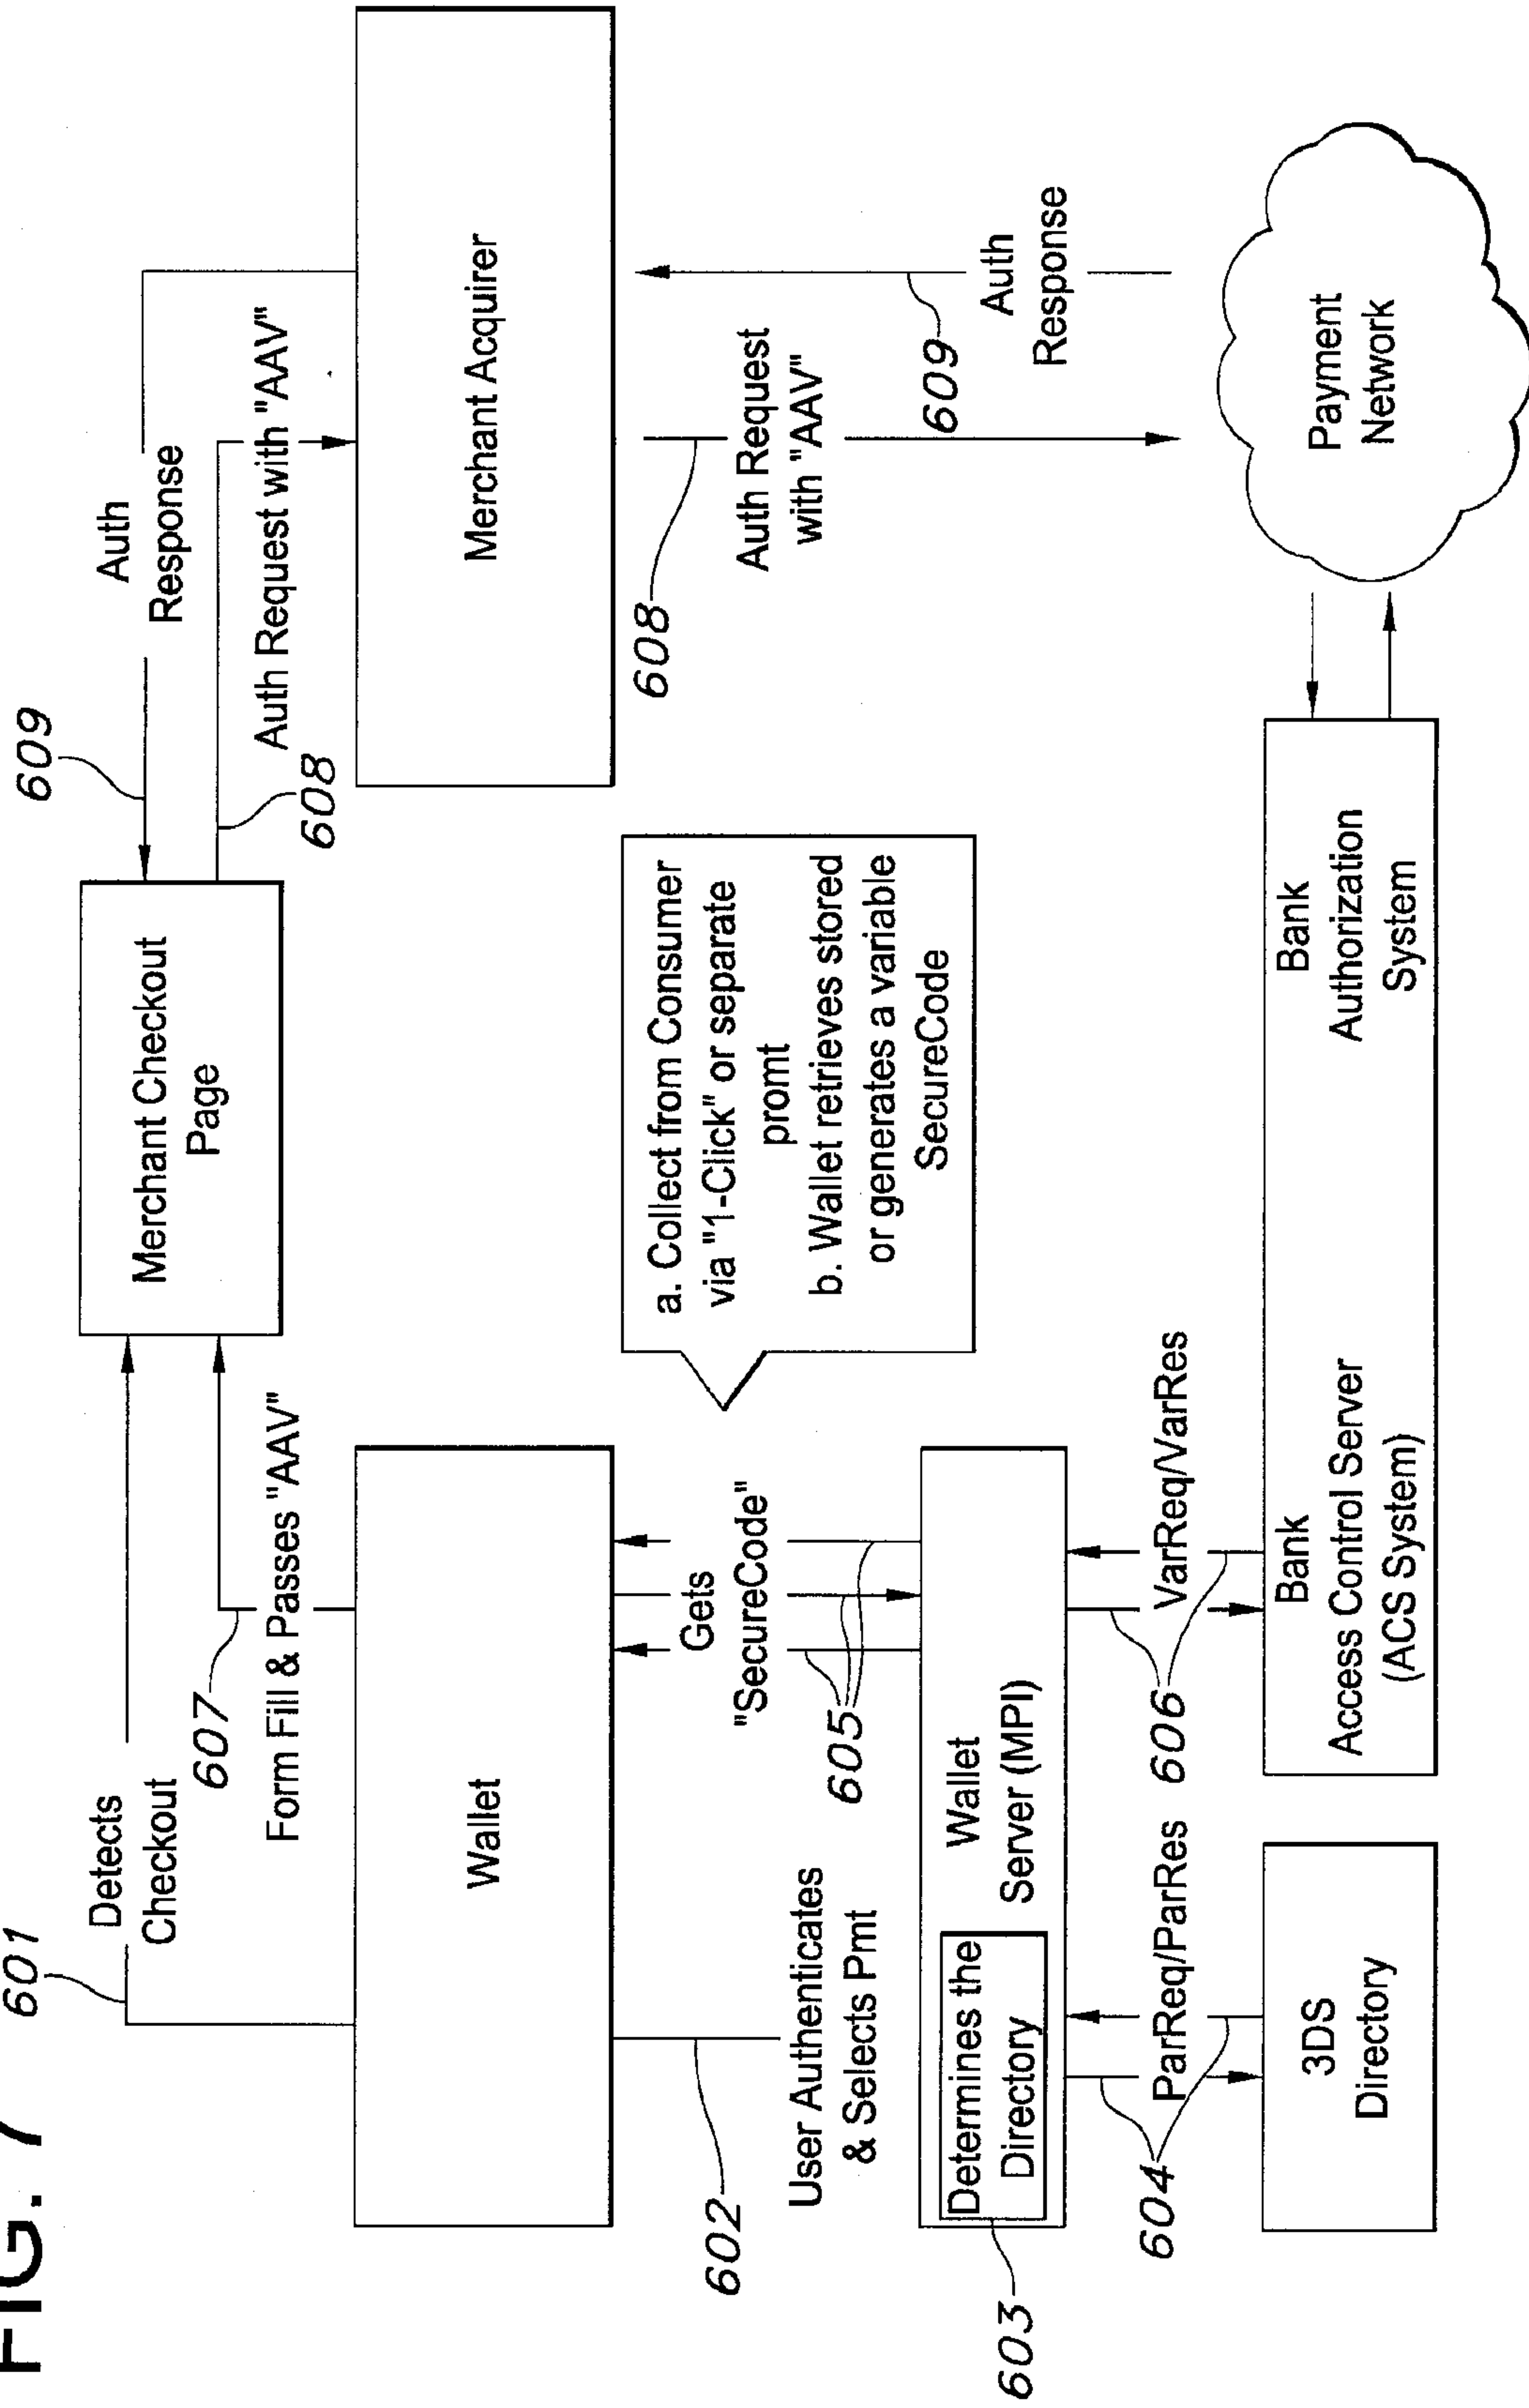 FIG. 7
601
Detects
Checkout
607
Form Fill & Passes "AAV"
Merchant Checkout
Page
609
Auth
Response
Auth Request with "AAV"
608
Wallet
Merchant Acquirer
602
User Authenticates
& Selects Pmt
Gets
"SecureCode"
605
a. Collect from Consumer
via "1-Click" or separate
promt
b. Wallet retrieves stored
or generates a variable
SecureCode
608
Auth Request
with "AAV"
609
Auth
Response
603
Determines the
Directory
Wallet
Server (MPI)
604
ParReq/ParRes
606
VarReq/VarRes
3DS
Directory
Bank
Access Control Server
(ACS System)
Bank
Authorization
System
Payment
Network